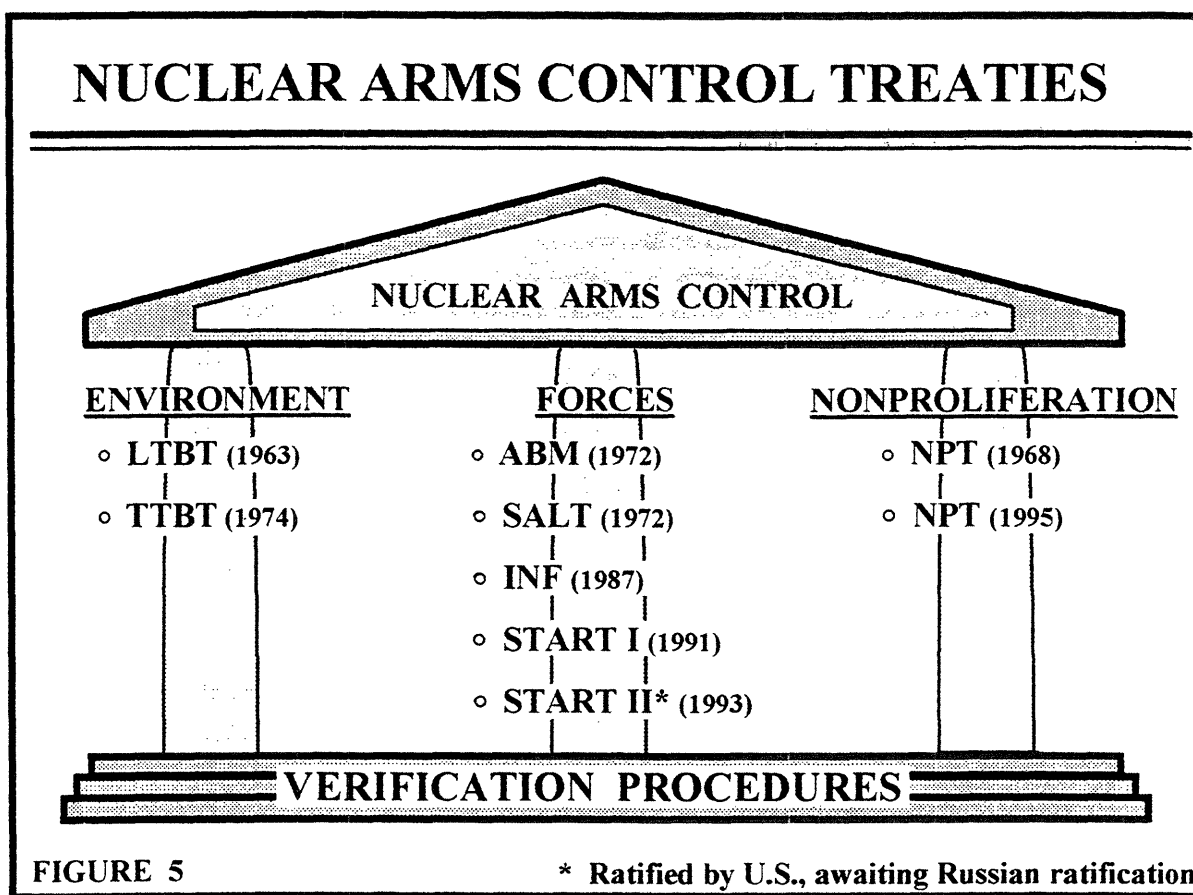 NUCLEAR ARMS CONTROL TREATIES
NUCLEAR ARMS CONTROL
ENVIRONMENT
○ LTBT (1963)
○ TTBT (1974)
FORCES
○ ABM (1972)
○ SALT (1972)
○ INF (1987)
○ START I (1991)
○ START II* (1993)
NONPROLIFERATION
○ NPT (1968)
○ NPT (1995)
VERIFICATION PROCEDURES
FIGURE 5
* Ratified by U.S., awaiting Russian ratification